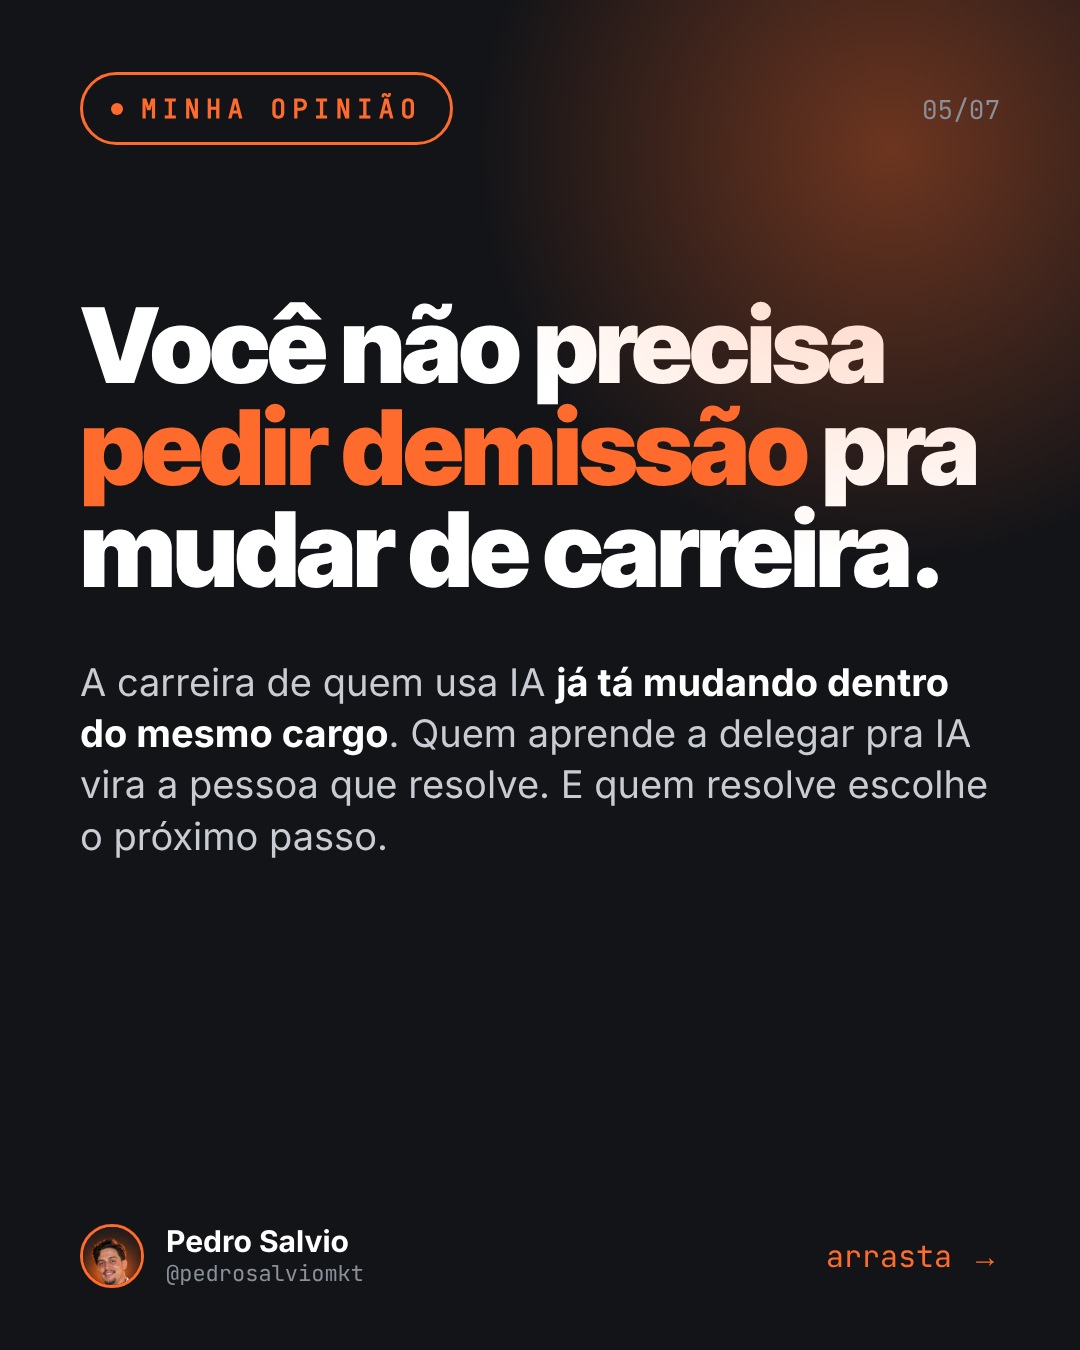 • MINHA OPINIÃO
05/07
Você não precisa
pedir demissão pra
mudar de carreira.
A carreira de quem usa IA já tá mudando dentro
do mesmo cargo. Quem aprende a delegar pra IA
vira a pessoa que resolve. E quem resolve escolhe
o próximo passo.
Pedro Salvio
@pedrosalviomkt
arrasta →